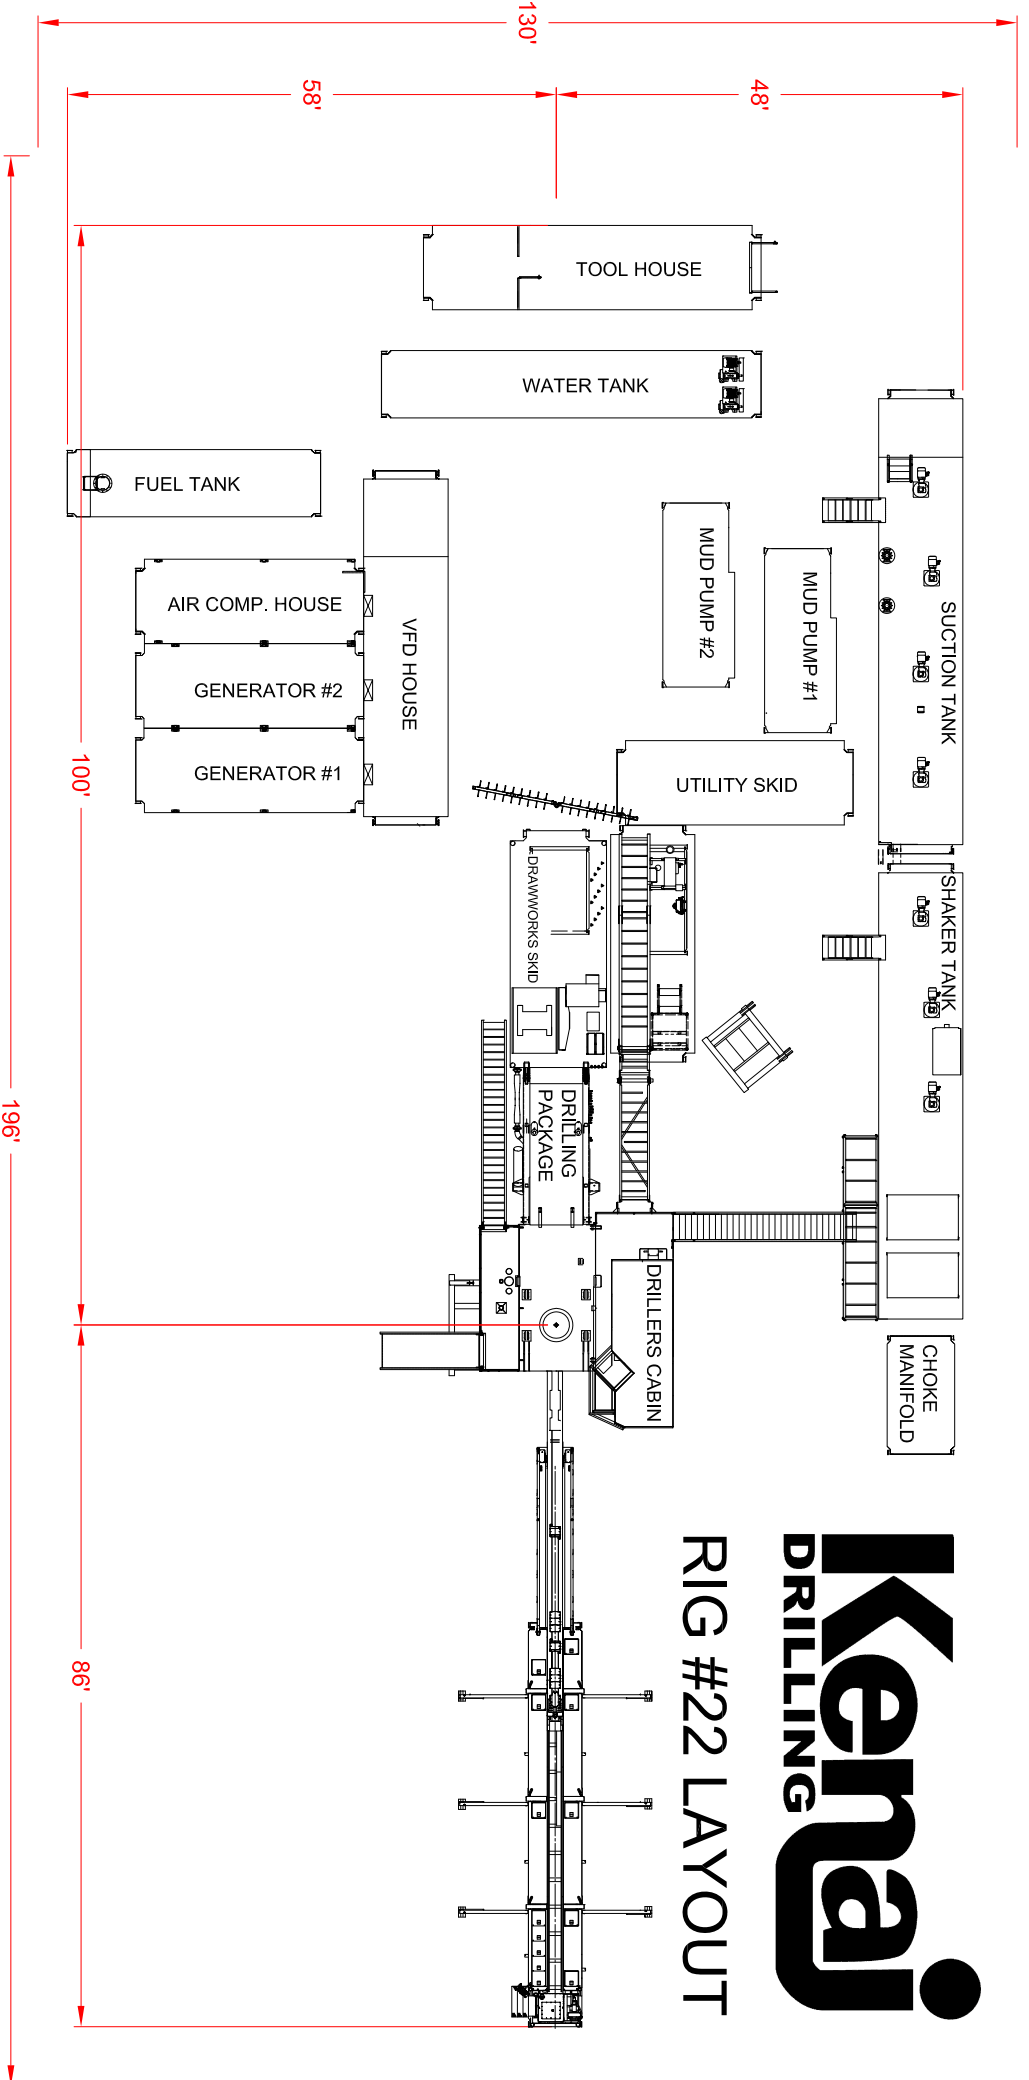 130'
58'
48'
TOOL HOUSE
WATER TANK
FUEL TANK
AIR COMP. HOUSE
GENERATOR #2
GENERATOR #1
VFD HOUSE
MUD PUMP #2
MUD PUMP #1
SUCTION TANK
UTILITY SKID
100'
DRAWWORKS SKID
SHAKER TANK
DRILLING
PACKAGE
196'
DRILLERS CABIN
CHOKE
MANIFOLD
86'
Kenai
DRILLING
RIG #22 LAYOUT